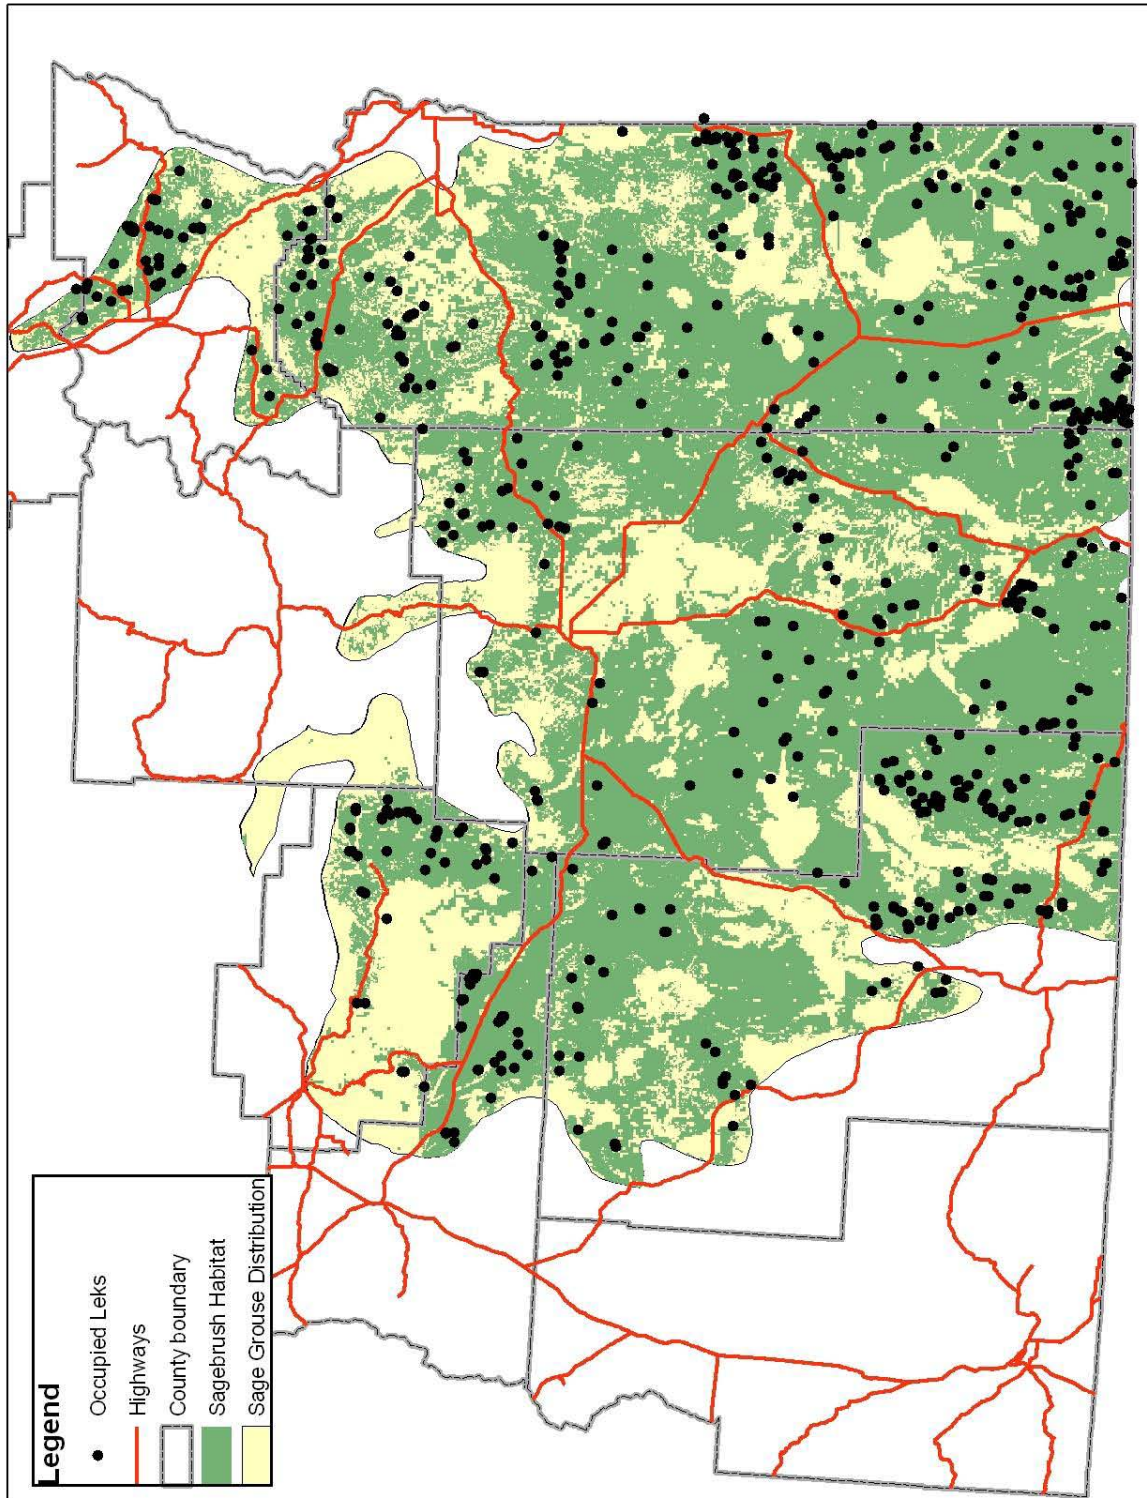 Legend
Occupied Leks
Highways
County boundary
Sagebrush Habitat
Sage Grouse Distribution